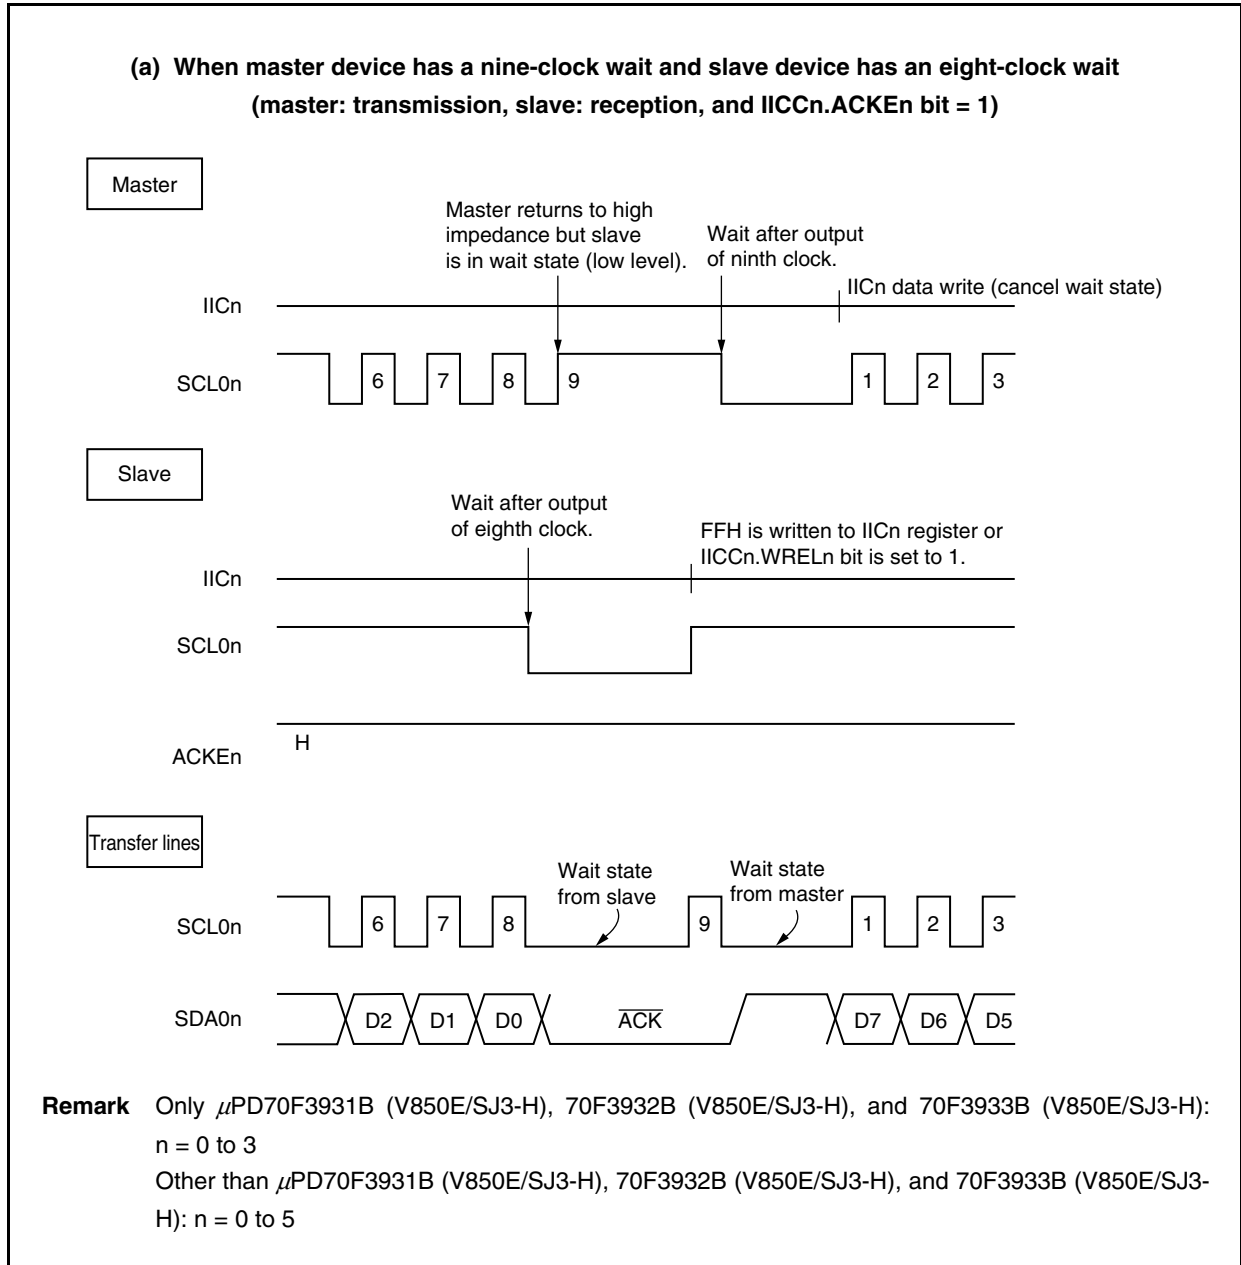 (a) When master device has a nine-clock wait and slave device has an eight-clock wait
(master: transmission, slave: reception, and IICCn.ACKEn bit = 1)
Master
Master returns to high
impedance but slave
is in wait state (low level).
Wait after output
of ninth clock.
IICn data write (cancel wait state)
IICn
SCL0n
6 7 8 9 1 2 3
Slave
Wait after output
of eighth clock.
FFH is written to IICn register or
IICCn.WRELn bit is set to 1.
IICn
SCL0n
H
ACKEn
Transfer lines
Wait state
from slave
Wait state
from master
SCL0n
6 7 8 9 1 2 3
SDA0n
D2 D1 D0 ACK D7 D6 D5
Remark Only μPD70F3931B (V850E/SJ3-H), 70F3932B (V850E/SJ3-H), and 70F3933B (V850E/SJ3-H):
n = 0 to 3
Other than μPD70F3931B (V850E/SJ3-H), 70F3932B (V850E/SJ3-H), and 70F3933B (V850E/SJ3-
H): n = 0 to 5